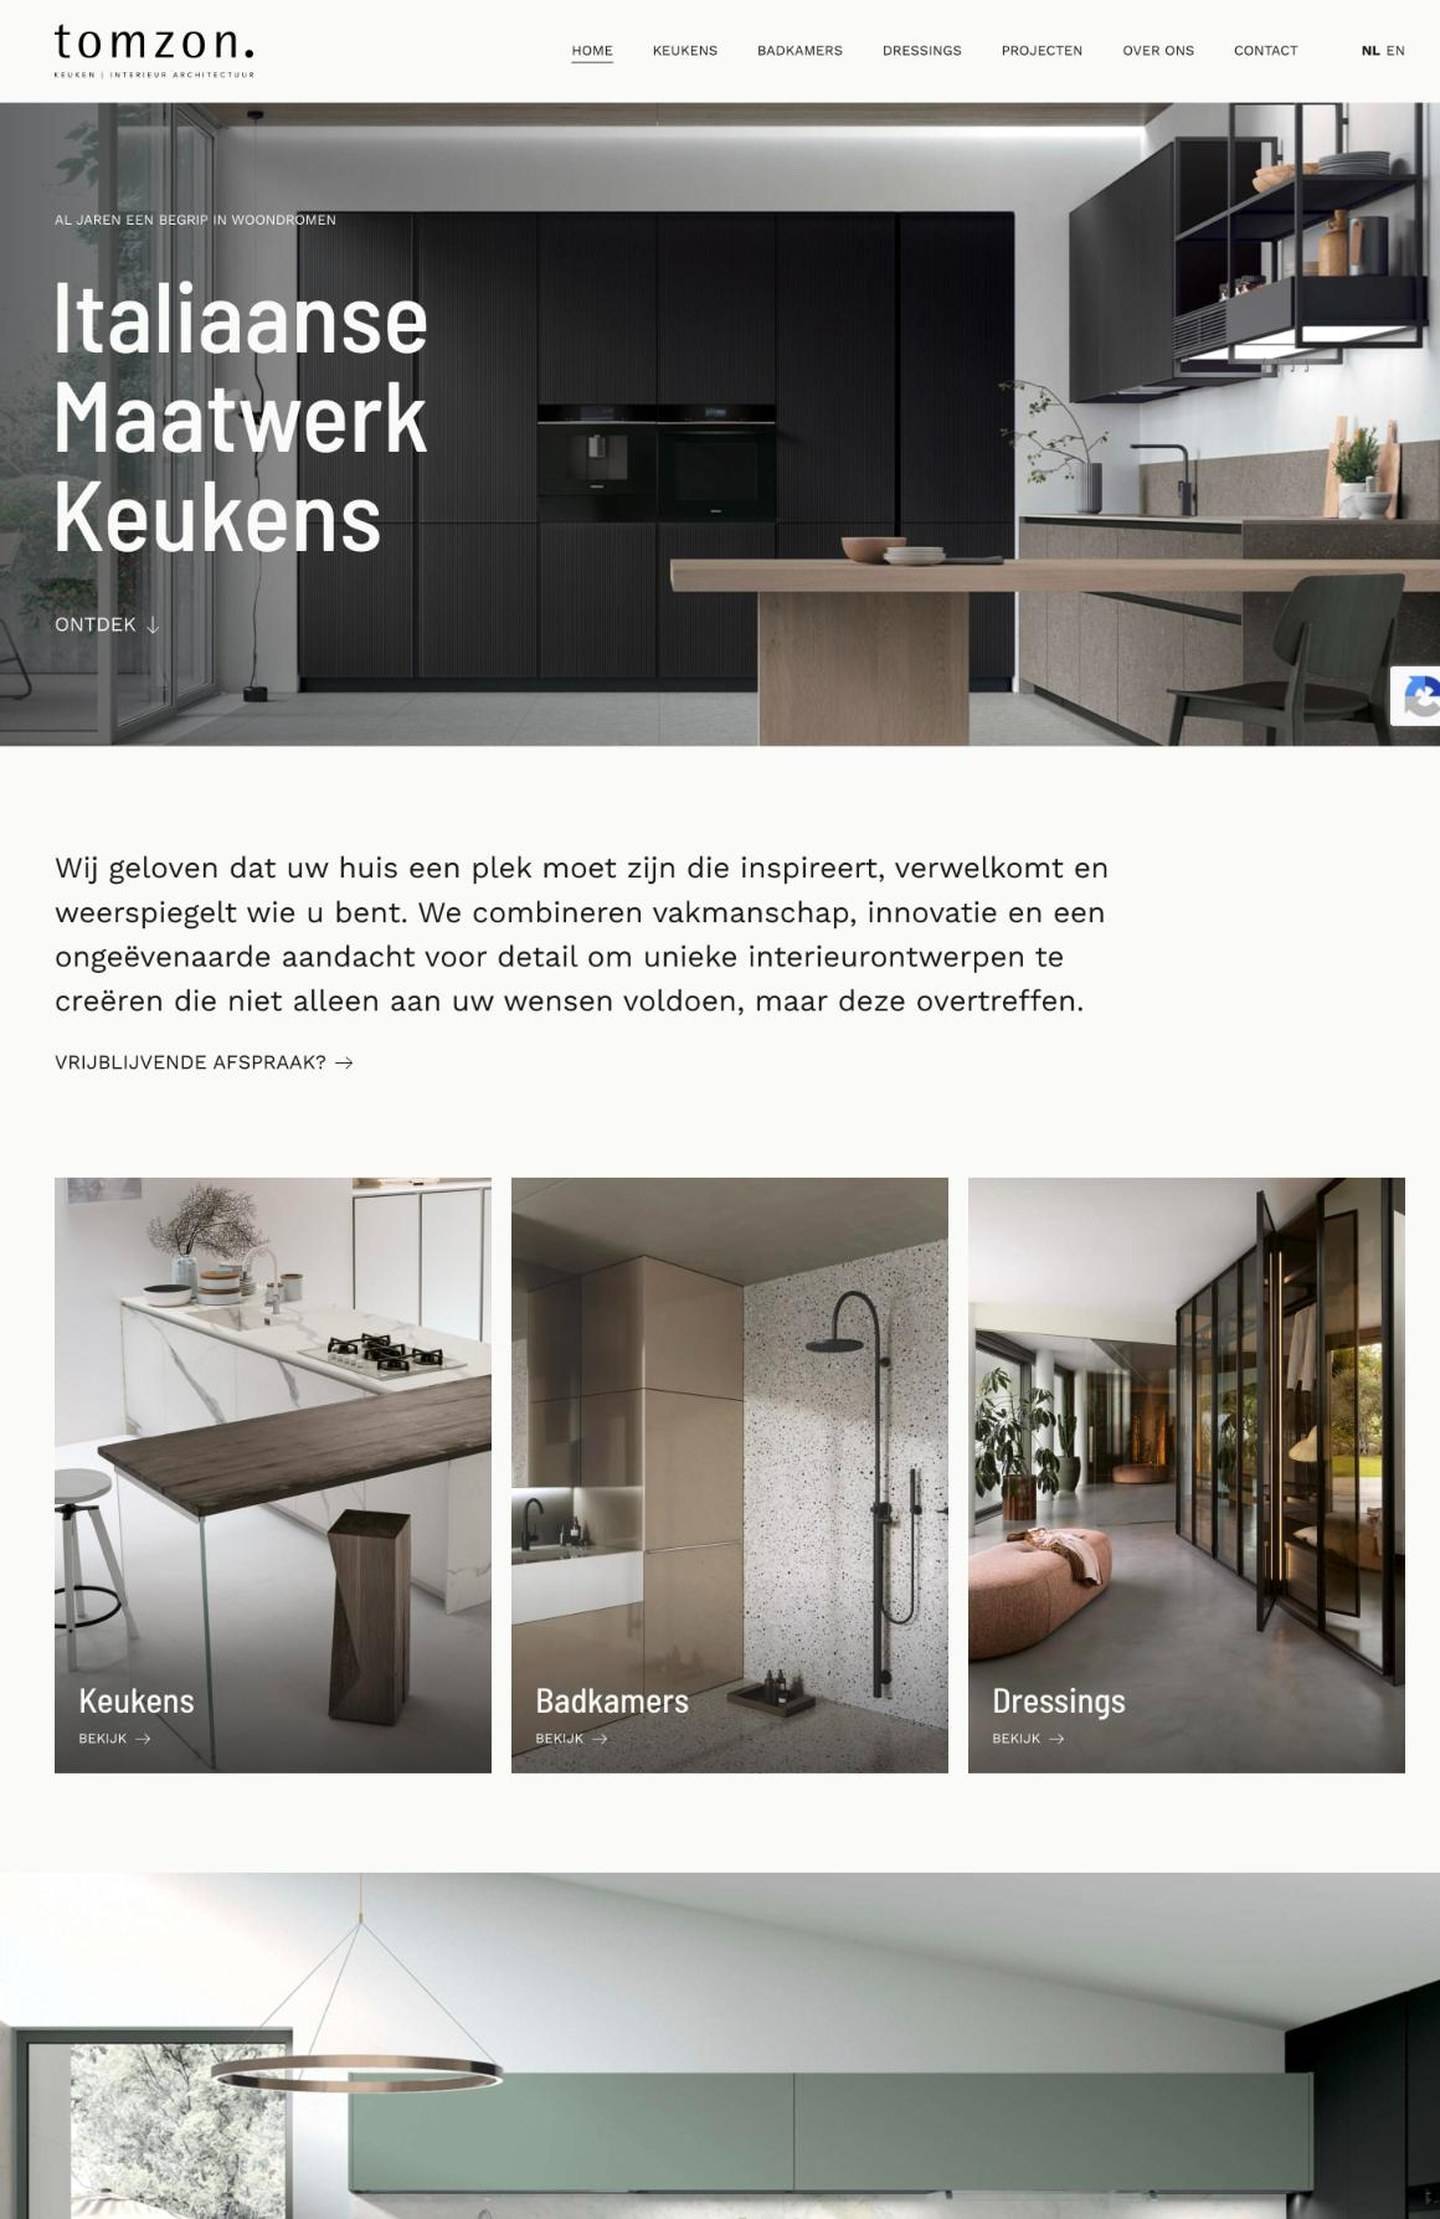 tomzon.
KEUKEN | INTERIEUR ARCHITECTUUR
HOME KEUKENS BADKAMERS DRESSINGS PROJECTEN OVER ONS CONTACT NL EN
AL JAREN EEN BEGRIP IN WOONDROMEN
Italiaanse
Maatwerk
Keukens
ONTDEK ↓
Wij geloven dat uw huis een plek moet zijn die inspireert, verwelkomt en
weerspiegelt wie u bent. We combineren vakmanschap, innovatie en een
ongeëvenaarde aandacht voor detail om unieke interieurontwerpen te
creëren die niet alleen aan uw wensen voldoen, maar deze overtreffen.
VRIJBLIJVENDE AFSPRAAK? →
Keukens
BEKIJK →
Badkamers
BEKIJK →
Dressings
BEKIJK →